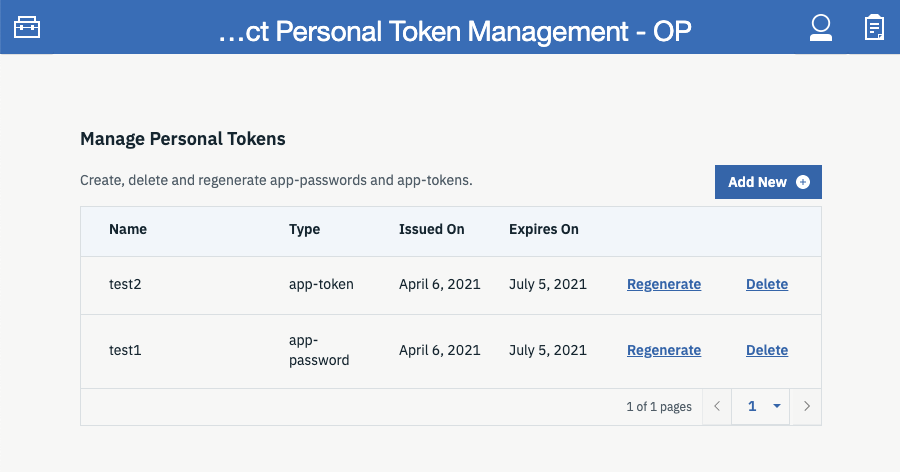 ...ct Personal Token Management - OP
Manage Personal Tokens
Create, delete and regenerate app-passwords and app-tokens.
Add New
Name Type Issued On Expires On
test2 app-token April 6, 2021 July 5, 2021 Regenerate Delete
test1 app-password April 6, 2021 July 5, 2021 Regenerate Delete
1 of 1 pages 1